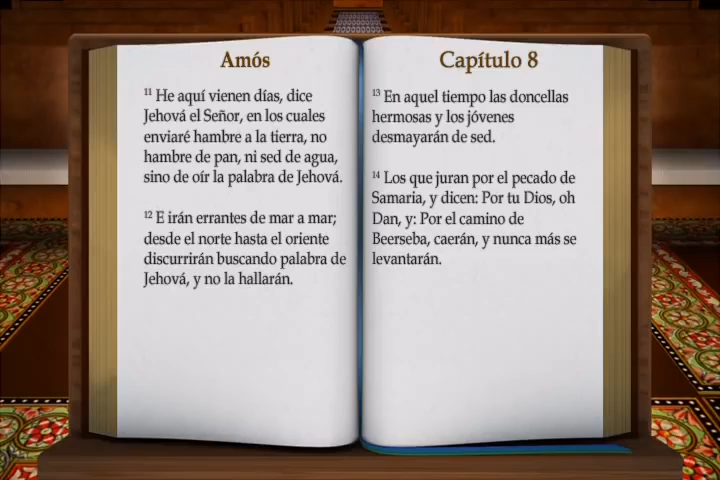 Amós
¹¹ He aquí vienen días, dice
Jehová el Señor, en los cuales
enviaré hambre a la tierra, no
hambre de pan, ni sed de agua,
sino de oír la palabra de Jehová.
¹² E irán errantes de mar a mar;
desde el norte hasta el oriente
discurrirán buscando palabra de
Jehová, y no la hallarán.
Capítulo 8
¹³ En aquel tiempo las doncellas
hermosas y los jóvenes
desmayarán de sed.
¹⁴ Los que juran por el pecado de
Samaria, y dicen: Por tu Dios, oh
Dan, y: Por el camino de
Beerseba, caerán, y nunca más se
levantarán.